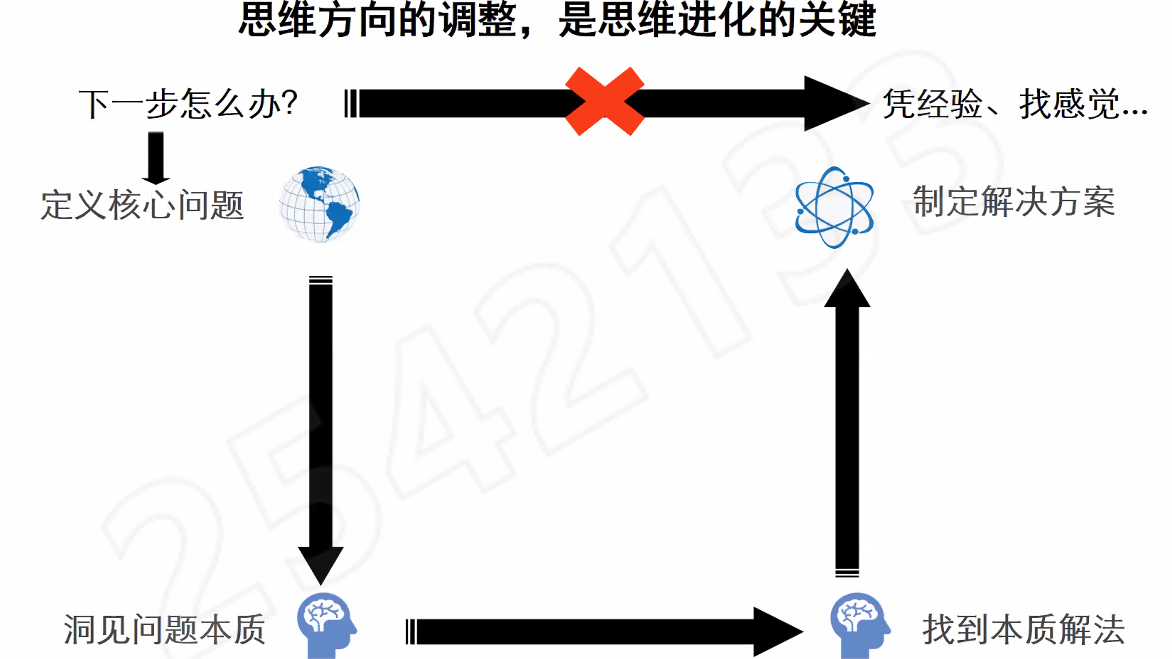 思维方向的调整，是思维进化的关键
下一步怎么办？
凭经验、找感觉...
定义核心问题
制定解决方案
洞见问题本质
找到本质解法
2542133